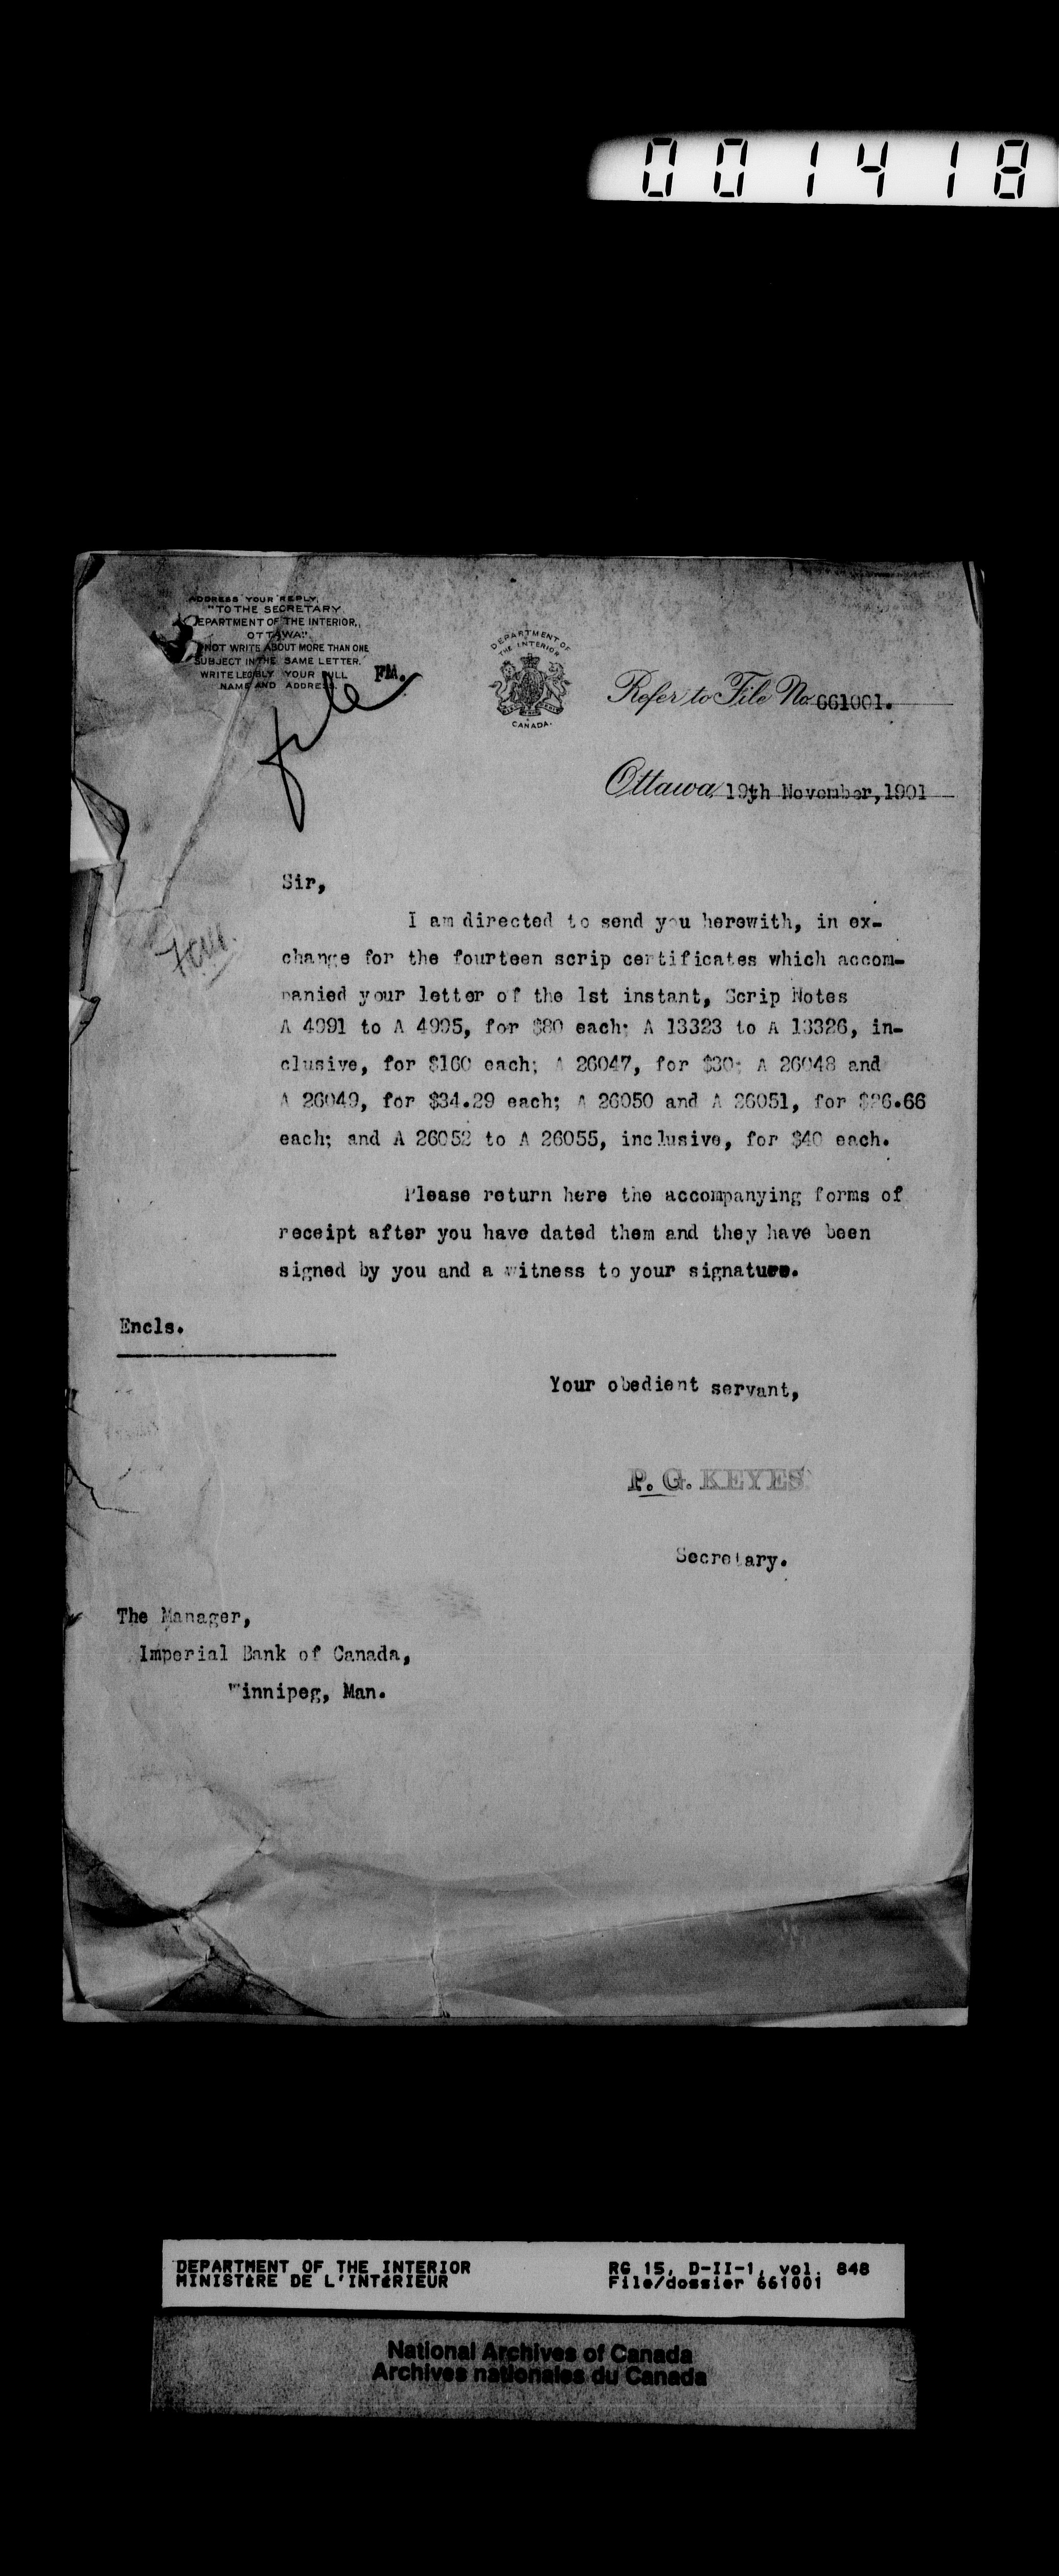 001418
ADDRESS YOUR REPLY,
"TO THE SECRETARY
DEPARTMENT OF THE INTERIOR,
OTTAWA".
NOT WRITE ABOUT MORE THAN ONE
SUBJECT IN THE SAME LETTER.
WRITE LEGIBLY YOUR FULL
NAME AND ADDRESS.
FM.
file
DEPARTMENT OF
THE INTERIOR
CANADA.
Refer to File No. 661001.
Ottawa, 19th November, 1901
Sir,
I am directed to send you herewith, in ex-
change for the fourteen scrip certificates which accom-
panied your letter of the 1st instant, Scrip Notes
A 4991 to A 4995, for $80 each; A 13323 to A 13326, in-
clusive, for $160 each; A 26047, for $30; A 26048 and
A 26049, for $34.29 each; A 26050 and A 26051, for $26.66
each; and A 26052 to A 26055, inclusive, for $40 each.
Please return here the accompanying forms of
receipt after you have dated them and they have been
signed by you and a witness to your signature.
Encls.
Your obedient servant,
P. G. KEYES
Secretary.
The Manager,
Imperial Bank of Canada,
Winnipeg, Man.
DEPARTMENT OF THE INTERIOR
MINISTÈRE DE L'INTÉRIEUR
RG 15, D-II-1, vol. 848
File/dossier 661001
National Archives of Canada
Archives nationales du Canada